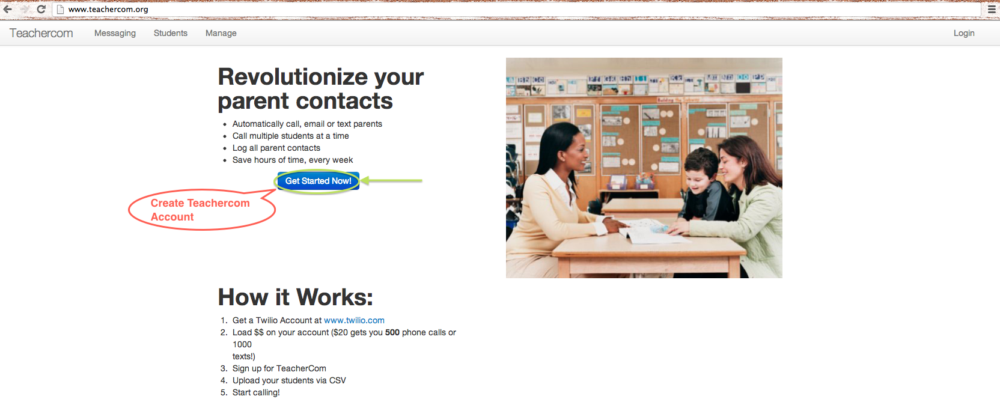 www.teachercom.org
Teachercom Messaging Students Manage Login
Revolutionize your
parent contacts
• Automatically call, email or text parents
• Call multiple students at a time
• Log all parent contacts
• Save hours of time, every week
Get Started Now!
Create Teachercom
Account
Building the Subway
How it Works:
1. Get a Twilio Account at www.twilio.com
2. Load $$ on your account ($20 gets you 500 phone calls or
1000
texts!)
3. Sign up for TeacherCom
4. Upload your students via CSV
5. Start calling!